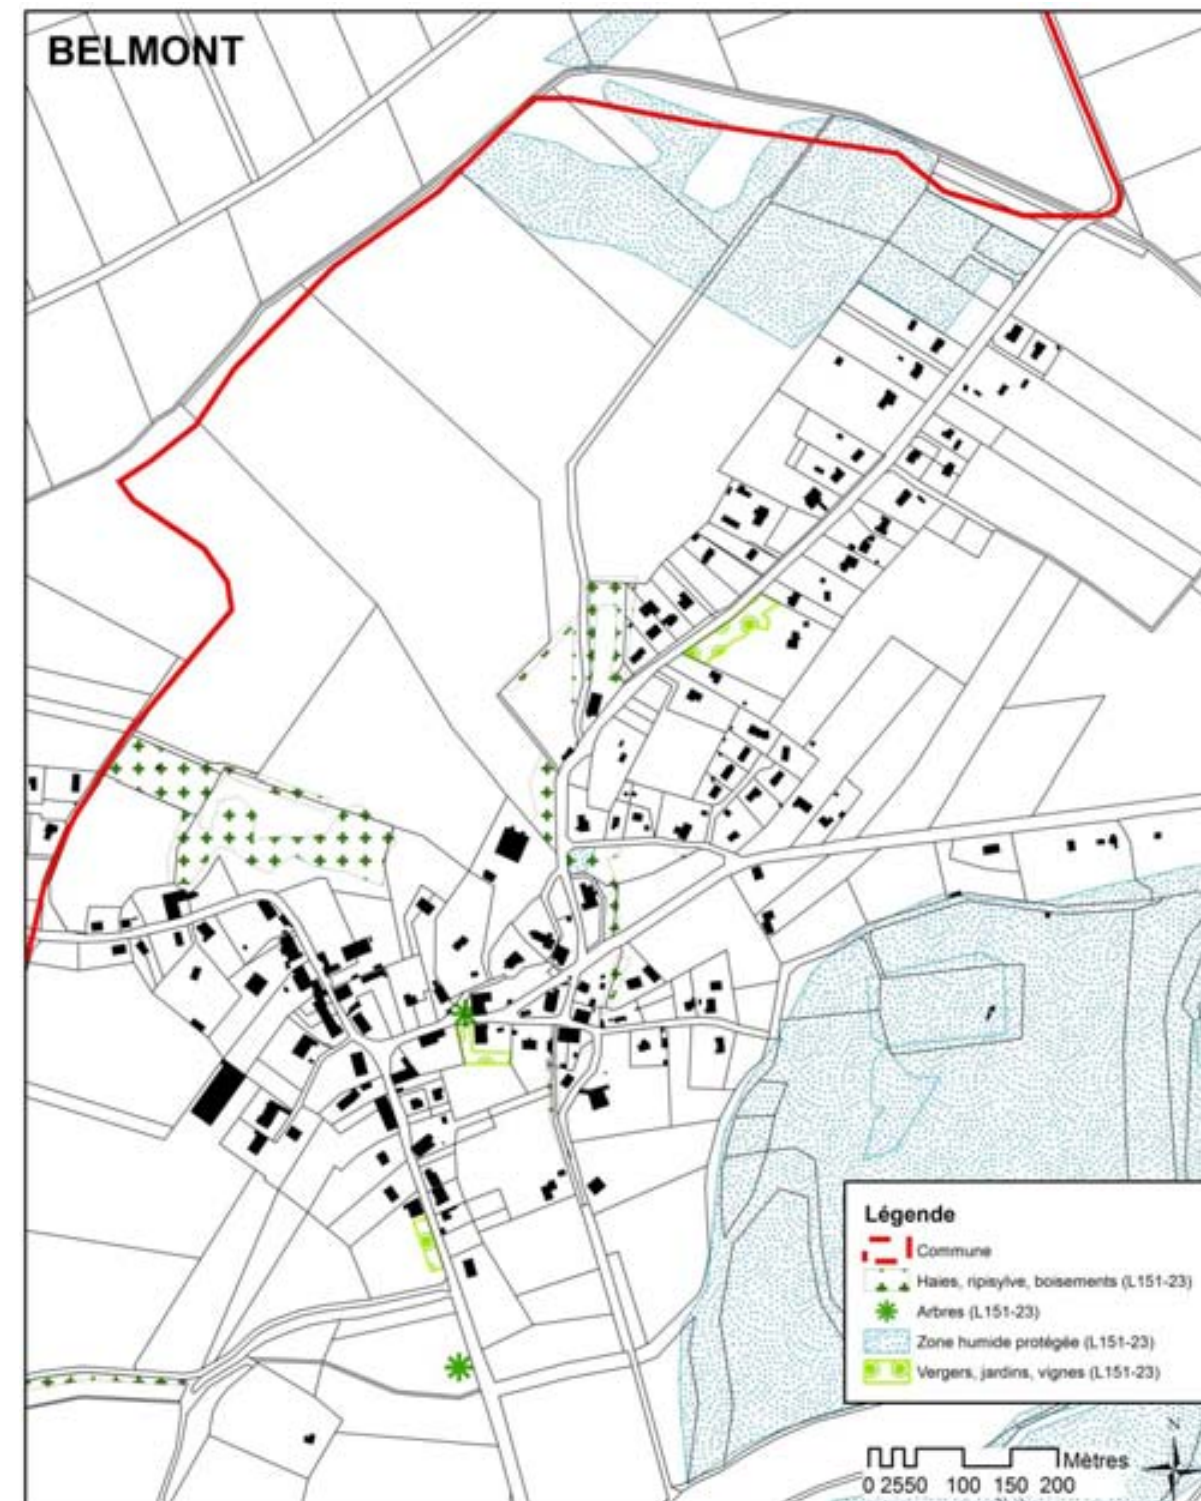 BELMONT
Légende
Commune
Haies, ripisylve, boisements (L151-23)
Arbres (L151-23)
Zone humide protégée (L151-23)
Vergers, jardins, vignes (L151-23)
Mètres
0 2550 100 150 200
N